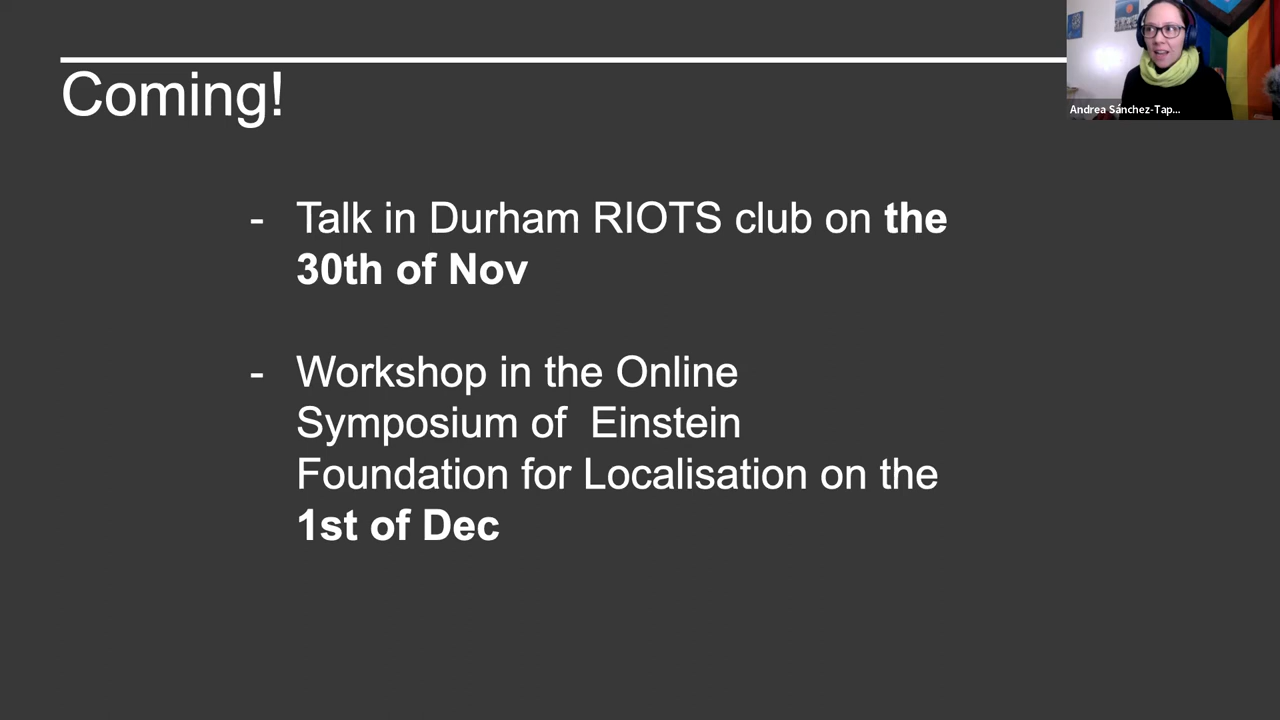 Coming!
Andrea Sánchez-Tap...
- Talk in Durham RIOTS club on the
30th of Nov
- Workshop in the Online
Symposium of  Einstein
Foundation for Localisation on the
1st of Dec